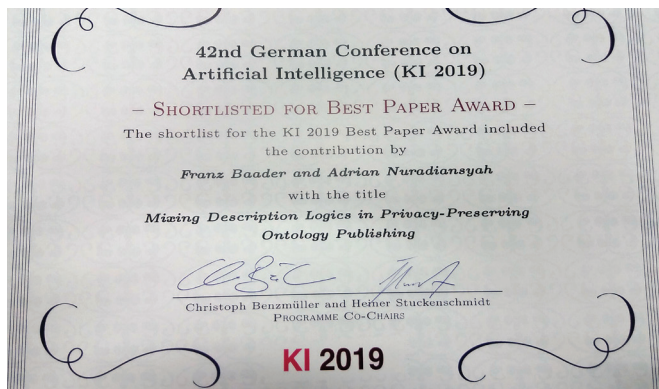 42nd German Conference on
Artificial Intelligence (KI 2019)
– SHORTLISTED FOR BEST PAPER AWARD –
The shortlist for the KI 2019 Best Paper Award included
the contribution by
Franz Baader and Adrian Nuradiansyah
with the title
Mixing Description Logics in Privacy-Preserving
Ontology Publishing
Christoph Benzmüller and Heiner Stuckenschmidt
PROGRAMME CO-CHAIRS
KI 2019